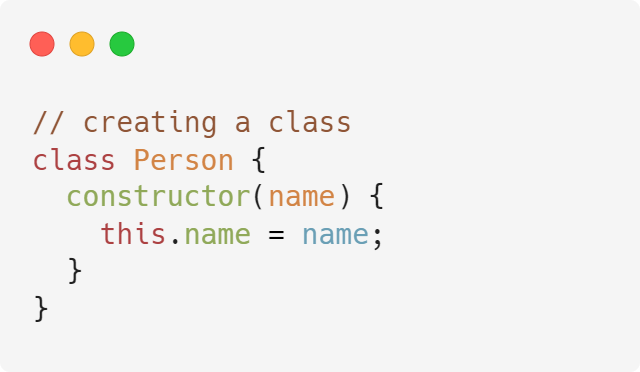 // creating a class
class Person {
  constructor(name) {
    this.name = name;
  }
}